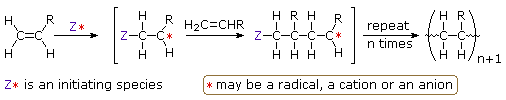 H R
C=C
H H
Z*
H R
Z–C–C*
H H
H₂C=CHR
H R H R
Z–C–C–C–C*
H H H H
repeat
n times
H R
C–C
H H
n+1
Z* is an initiating species
* may be a radical, a cation or an anion